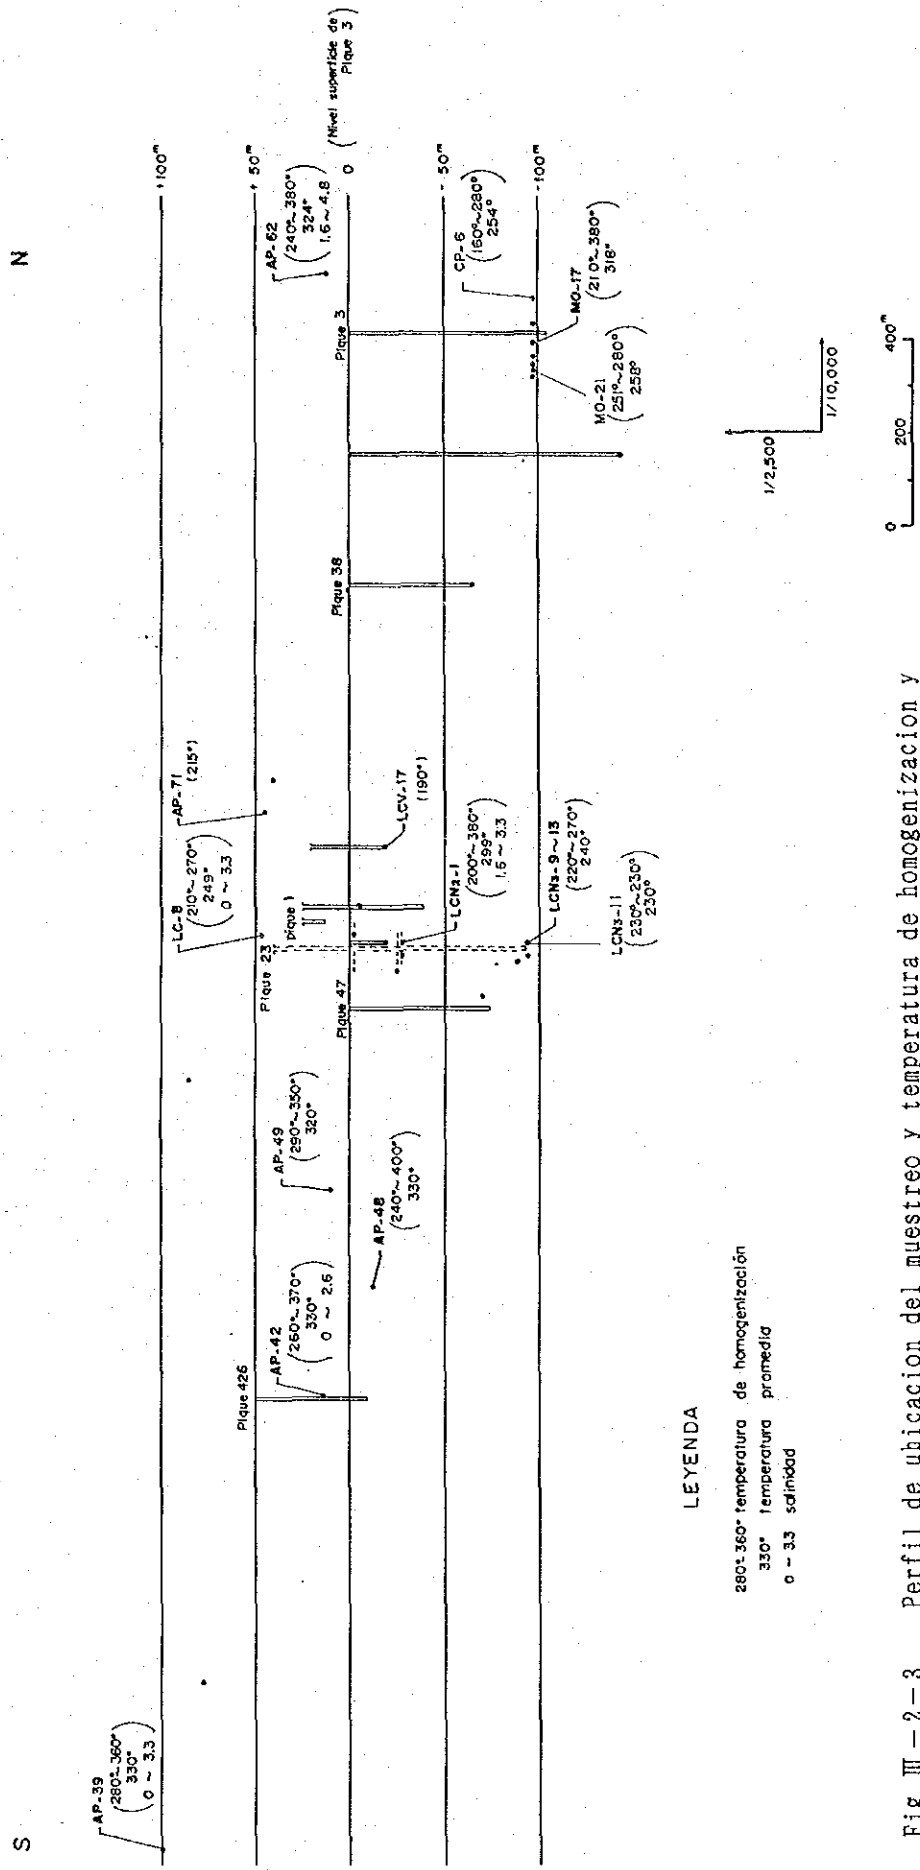 S
N
+100ᵐ
+50ᵐ
0
(Nivel superficie de
Pique 3)
-50ᵐ
-100ᵐ
AP-39
(280°~360°
330°
0 ~ 3.3)
Pique 426
AP-42
(260°~370°
330°
0 ~ 2.6)
AP-48
(240°~400°
330°)
AP-49
(290°~350°
320°)
Pique 47
Pique 23
Pique 1
LC-8
(210°~270°
249°
0 ~ 3.3)
AP-71
(215°)
LCV-17
(190°)
LCN2-1
(200°~380°
299°
1.6 ~ 3.3)
LCN3-9~13
(220°~270°
240°)
LCN3-11
(230°~230°
230°)
Pique 38
Pique 3
AP-62
(240°~380°
324°
1.6 ~ 4.8)
CP-6
(160°~280°
254°)
MO-17
(210°~380°
318°)
MO-21
(251°~280°
258°)
LEYENDA
280°~360° temperatura de homogenización
330° temperatura promedia
0 ~ 3.3 salinidad
1/2,500
1/10,000
0 200 400ᵐ
Fig Ⅲ-2-3 Perfil de ubicacion del muestreo y temperatura de homogenizacion y